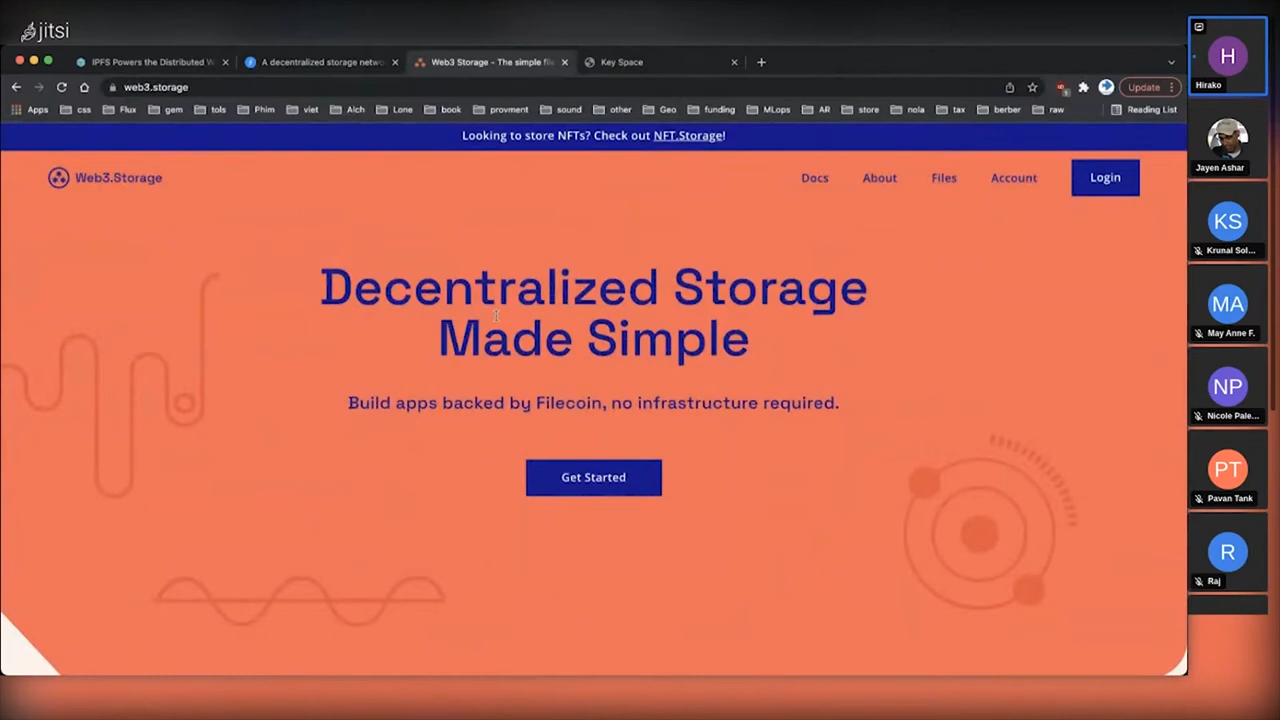 jitsi
IPFS Powers the Distributed W
A decentralized storage netwo
Web3 Storage - The simple fil
Key Space
web3.storage
Update
Apps
css
Flux
gem
tols
Phim
viet
Alch
Lone
book
provment
sound
other
Geo
funding
MLops
AR
store
nola
tax
berber
raw
Reading List
Looking to store NFTs? Check out NFT.Storage!
Web3.Storage
Docs
About
Files
Account
Login
Decentralized Storage
Made Simple
Build apps backed by Filecoin, no infrastructure required.
Get Started
H
Hirako
Jayen Ashar
KS
Krunal Sol...
MA
May Anne F.
NP
Nicole Pale...
PT
Pavan Tank
R
Raj